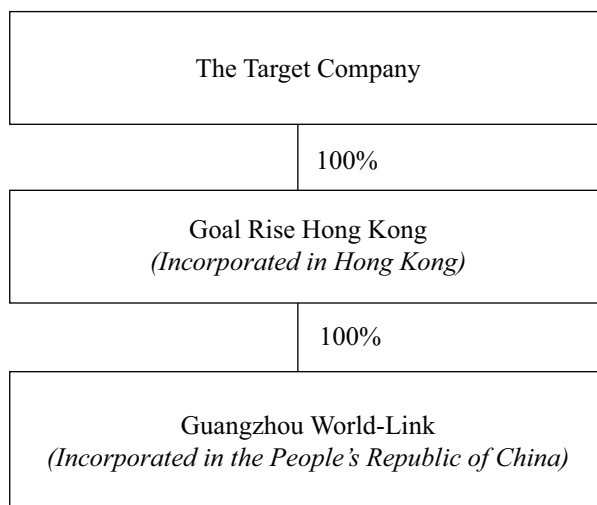 The Target Company
100%
Goal Rise Hong Kong
(Incorporated in Hong Kong)
100%
Guangzhou World-Link
(Incorporated in the People’s Republic of China)